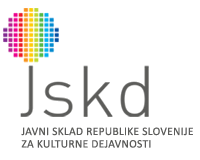 Jskd
JAVNI SKLAD REPUBLIKE SLOVENIJE
ZA KULTURNE DEJAVNOSTI